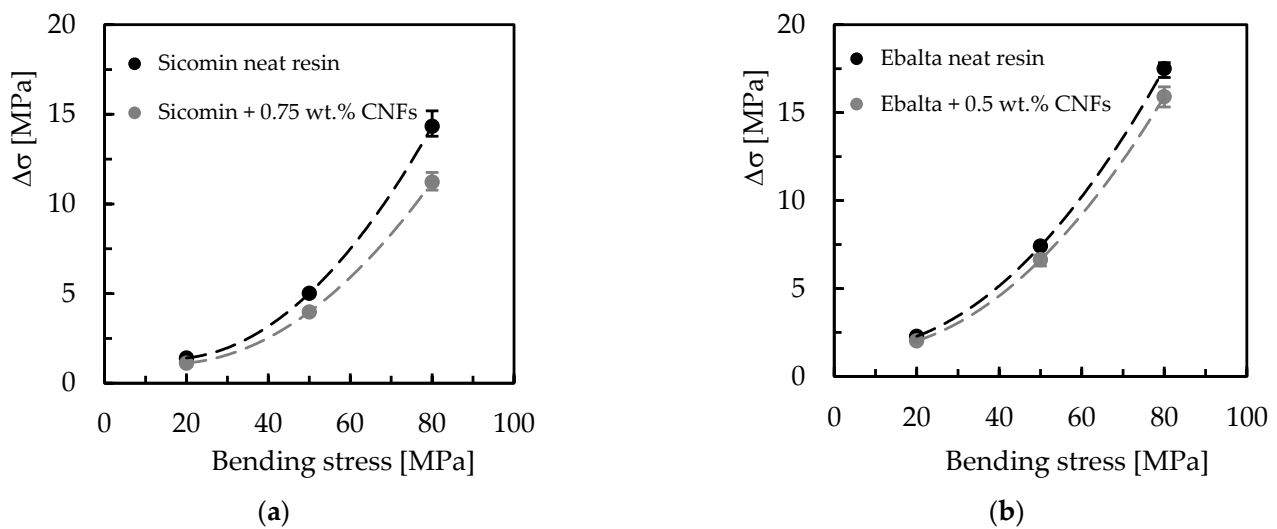 20
15
10
5
0
Δσ [MPa]
Sicomin neat resin
Sicomin + 0.75 wt.% CNFs
0 20 40 60 80 100
Bending stress [MPa]
(a)
20
15
10
5
0
Δσ [MPa]
Ebalta neat resin
Ebalta + 0.5 wt.% CNFs
0 20 40 60 80 100
Bending stress [MPa]
(b)